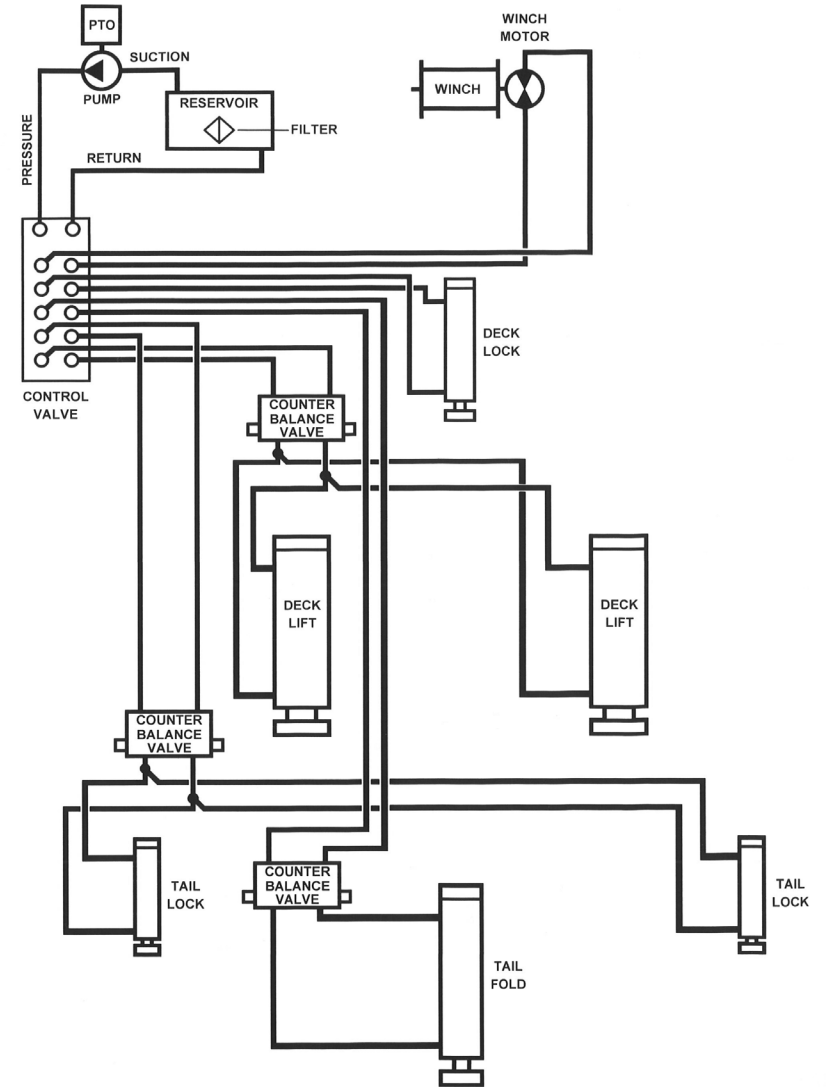 PTO
SUCTION
PUMP
RESERVOIR
FILTER
PRESSURE
RETURN
WINCH
MOTOR
WINCH
CONTROL
VALVE
DECK
LOCK
COUNTER
BALANCE
VALVE
DECK
LIFT
DECK
LIFT
COUNTER
BALANCE
VALVE
TAIL
LOCK
COUNTER
BALANCE
VALVE
TAIL
FOLD
TAIL
LOCK